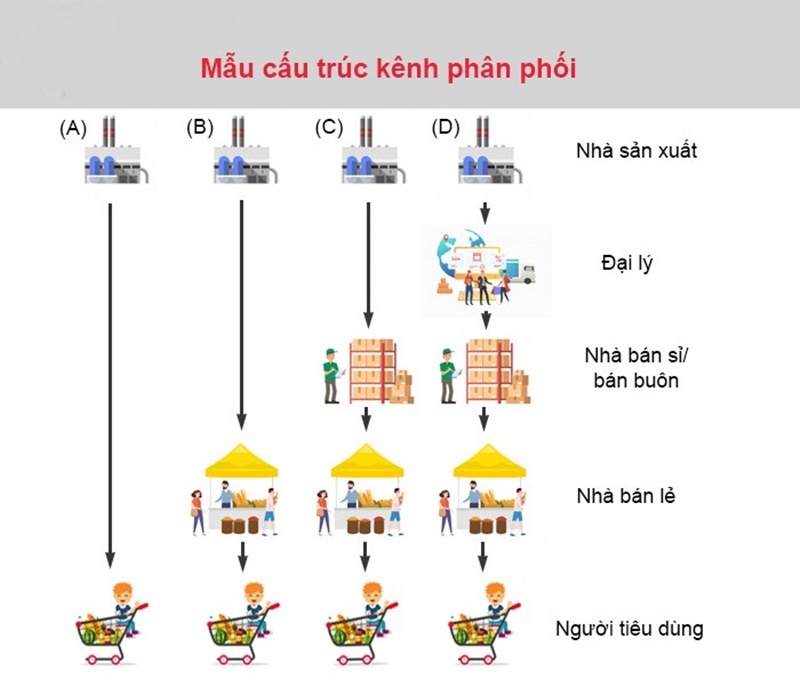 Mẫu cấu trúc kênh phân phối
(A)
(B)
(C)
(D)
Nhà sản xuất
Đại lý
Nhà bán sỉ/
bán buôn
Nhà bán lẻ
Người tiêu dùng